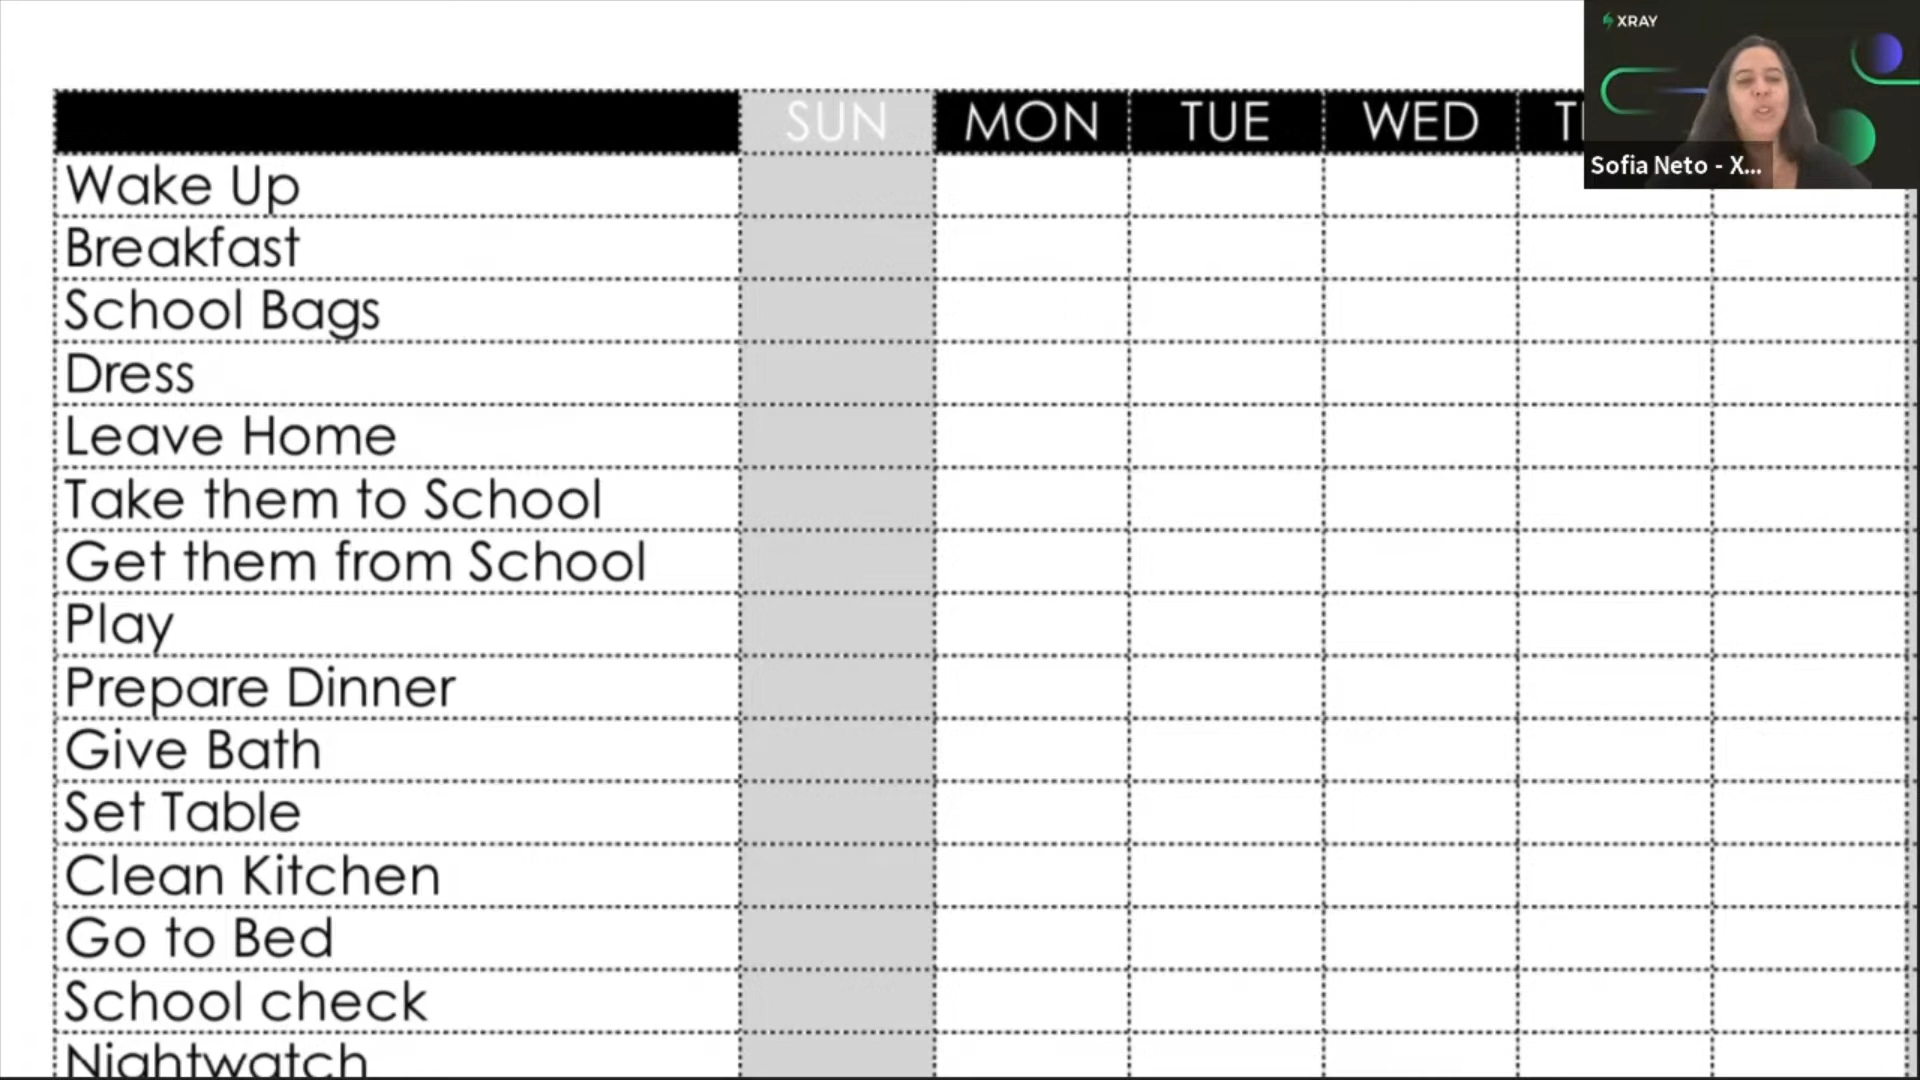 XRAY
SUN MON TUE WED
Sofia Neto - X...
Wake Up
Breakfast
School Bags
Dress
Leave Home
Take them to School
Get them from School
Play
Prepare Dinner
Give Bath
Set Table
Clean Kitchen
Go to Bed
School check
Nightwatch